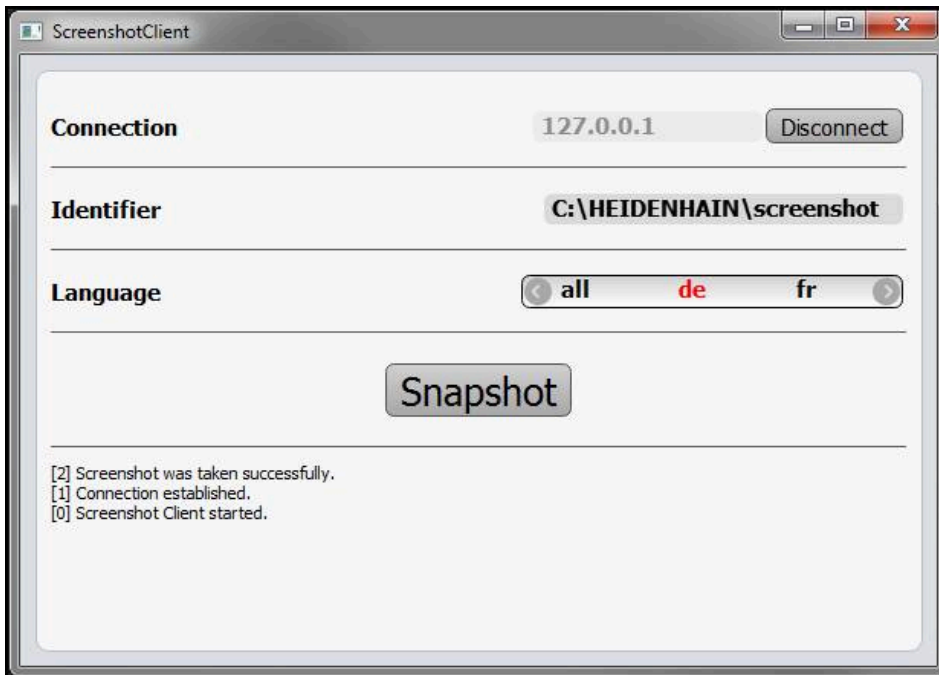 ScreenshotClient
Connection 127.0.0.1 Disconnect
Identifier C:\HEIDENHAIN\screenshot
Language all de fr
Snapshot
[2] Screenshot was taken successfully.
[1] Connection established.
[0] Screenshot Client started.